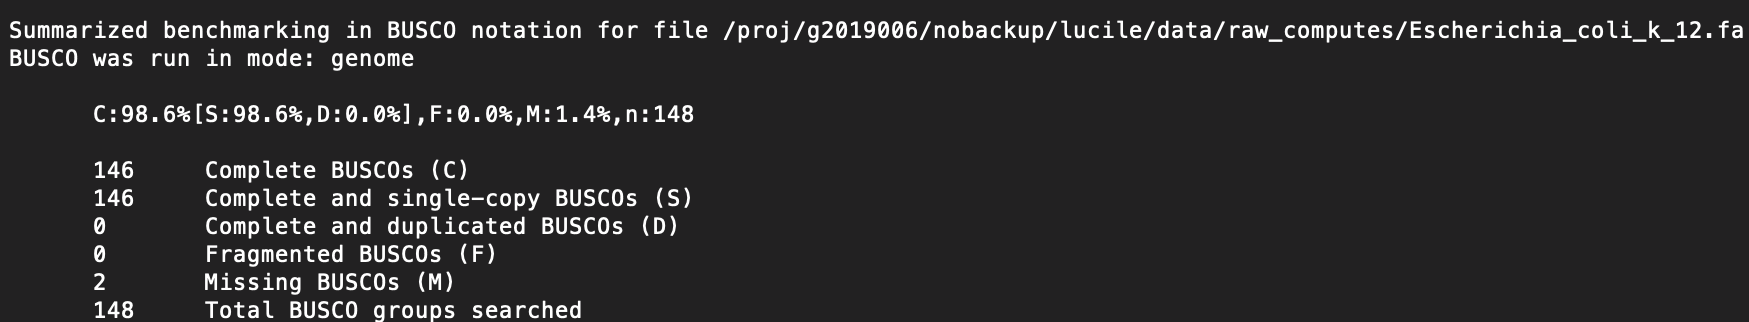 Summarized benchmarking in BUSCO notation for file /proj/g2019006/nobackup/lucile/data/raw_computes/Escherichia_coli_k_12.fa
BUSCO was run in mode: genome
C:98.6%[S:98.6%,D:0.0%],F:0.0%,M:1.4%,n:148
146 Complete BUSCOs (C)
146 Complete and single-copy BUSCOs (S)
0 Complete and duplicated BUSCOs (D)
0 Fragmented BUSCOs (F)
2 Missing BUSCOs (M)
148 Total BUSCO groups searched